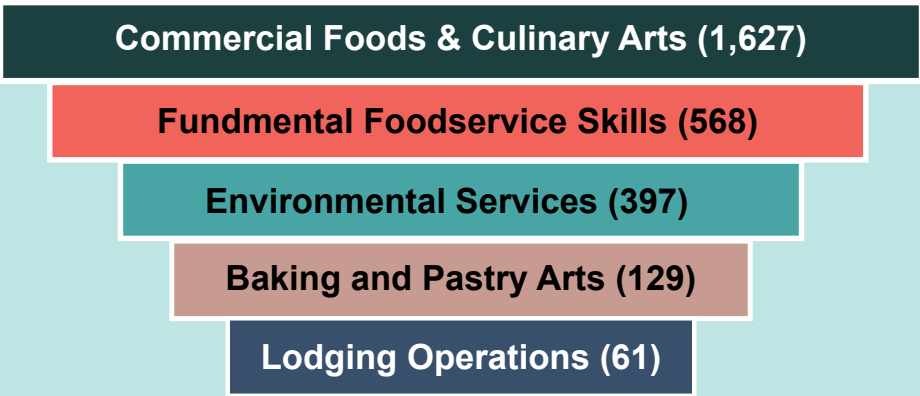 Commercial Foods & Culinary Arts (1,627)
Fundmental Foodservice Skills (568)
Environmental Services (397)
Baking and Pastry Arts (129)
Lodging Operations (61)